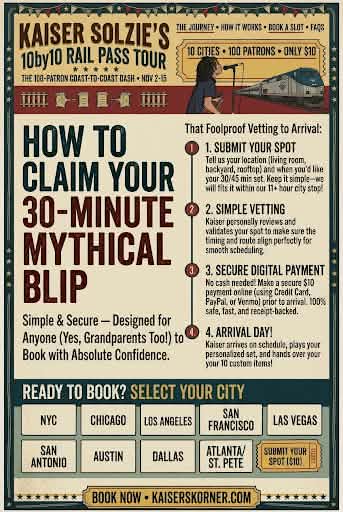 KAISER SOLZIE'S
10by10 RAIL PASS TOUR
THE 100-PATRON COAST-TO-COAST DASH • NOV 2-15
THE JOURNEY • HOW IT WORKS • BOOK A SLOT • FAQS
10 CITIES • 100 PATRONS • ONLY $10
HOW TO
CLAIM YOUR
30-MINUTE
MYTHICAL
BLIP
Simple & Secure — Designed for
Anyone (Yes, Grandparents Too!) to
Book with Absolute Confidence.
That Foolproof Vetting to Arrival:
1
1. SUBMIT YOUR SPOT
Tell us your location (living room,
backyard, rooftop) and when you'd like
your 30/45 min set. Keep it simple—we
will fits it within our 11+ hour city stop!
2
2. SIMPLE VETTING
Kaiser personally reviews and
validates your spot to make sure the
timing and route align perfectly for
smooth scheduling.
3
3. SECURE DIGITAL PAYMENT
No cash needed! Make a secure $10
payment online (using Credit Card,
PayPal, or Venmo) prior to arrival. 100%
safe, fast, and receipt-backed.
4
4. ARRIVAL DAY!
Kaiser arrives on schedule, plays your
personalized set, and hands over your
your 10 custom items!
READY TO BOOK? SELECT YOUR CITY
NYC
CHICAGO
LOS ANGELES
SAN
FRANCISCO
LAS VEGAS
SAN
ANTONIO
AUSTIN
DALLAS
ATLANTA/
ST. PETE
SUBMIT YOUR
SPOT ($10)
BOOK NOW • KAISERSKORNER.COM